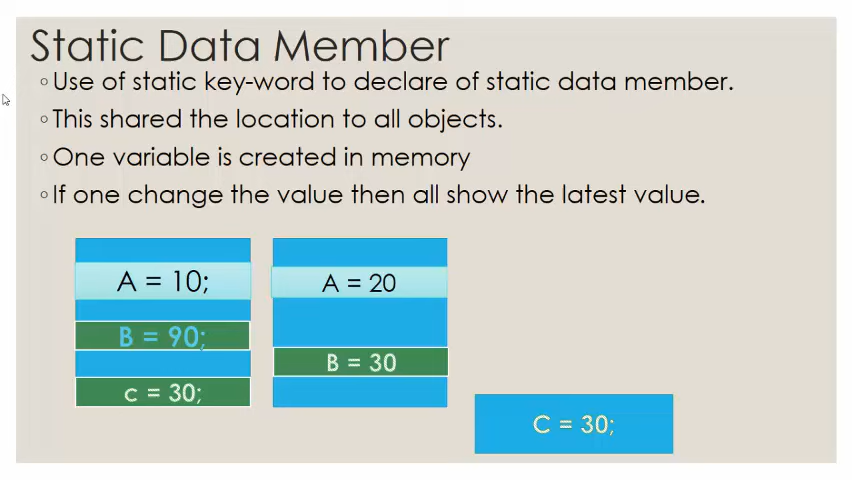 Static Data Member
◦Use of static key-word to declare of static data member.
◦This shared the location to all objects.
◦One variable is created in memory
◦If one change the value then all show the latest value.
A = 10;
A = 20
B = 90;
B = 30
c = 30;
C = 30;